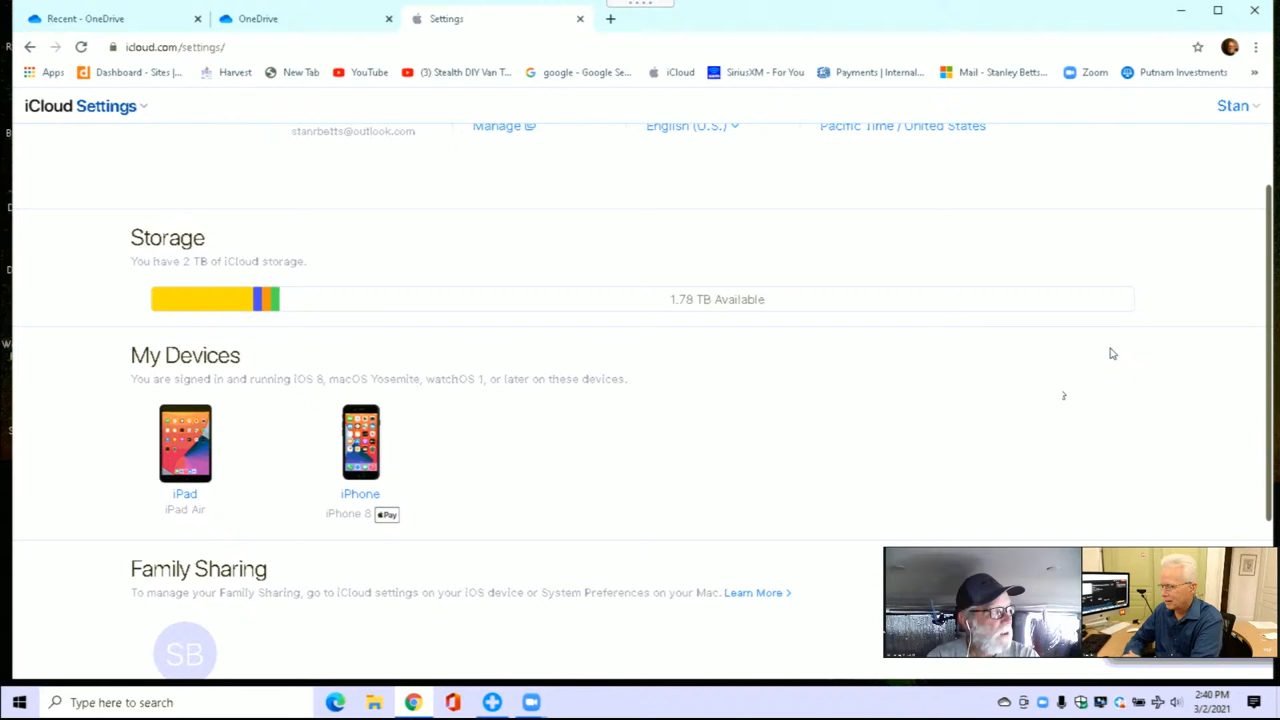 Recent - OneDrive
OneDrive
Settings
icloud.com/settings/
Apps
Dashboard - Sites |...
Harvest
New Tab
YouTube
(3) Stealth DIY Van T...
google - Google Se...
iCloud
SiriusXM - For You
Payments | Internal...
Mail - Stanley Betts...
Zoom
Putnam Investments
iCloud Settings
Stan
stanrbetts@outlook.com
Manage
English (U.S.)
Pacific Time / United States
Storage
You have 2 TB of iCloud storage.
1.78 TB Available
My Devices
You are signed in and running iOS 8, macOS Yosemite, watchOS 1, or later on these devices.
iPad
iPad Air
iPhone
iPhone 8 Pay
Family Sharing
To manage your Family Sharing, go to iCloud settings on your iOS device or System Preferences on your Mac. Learn More >
SB
Type here to search
2:40 PM
3/2/2021